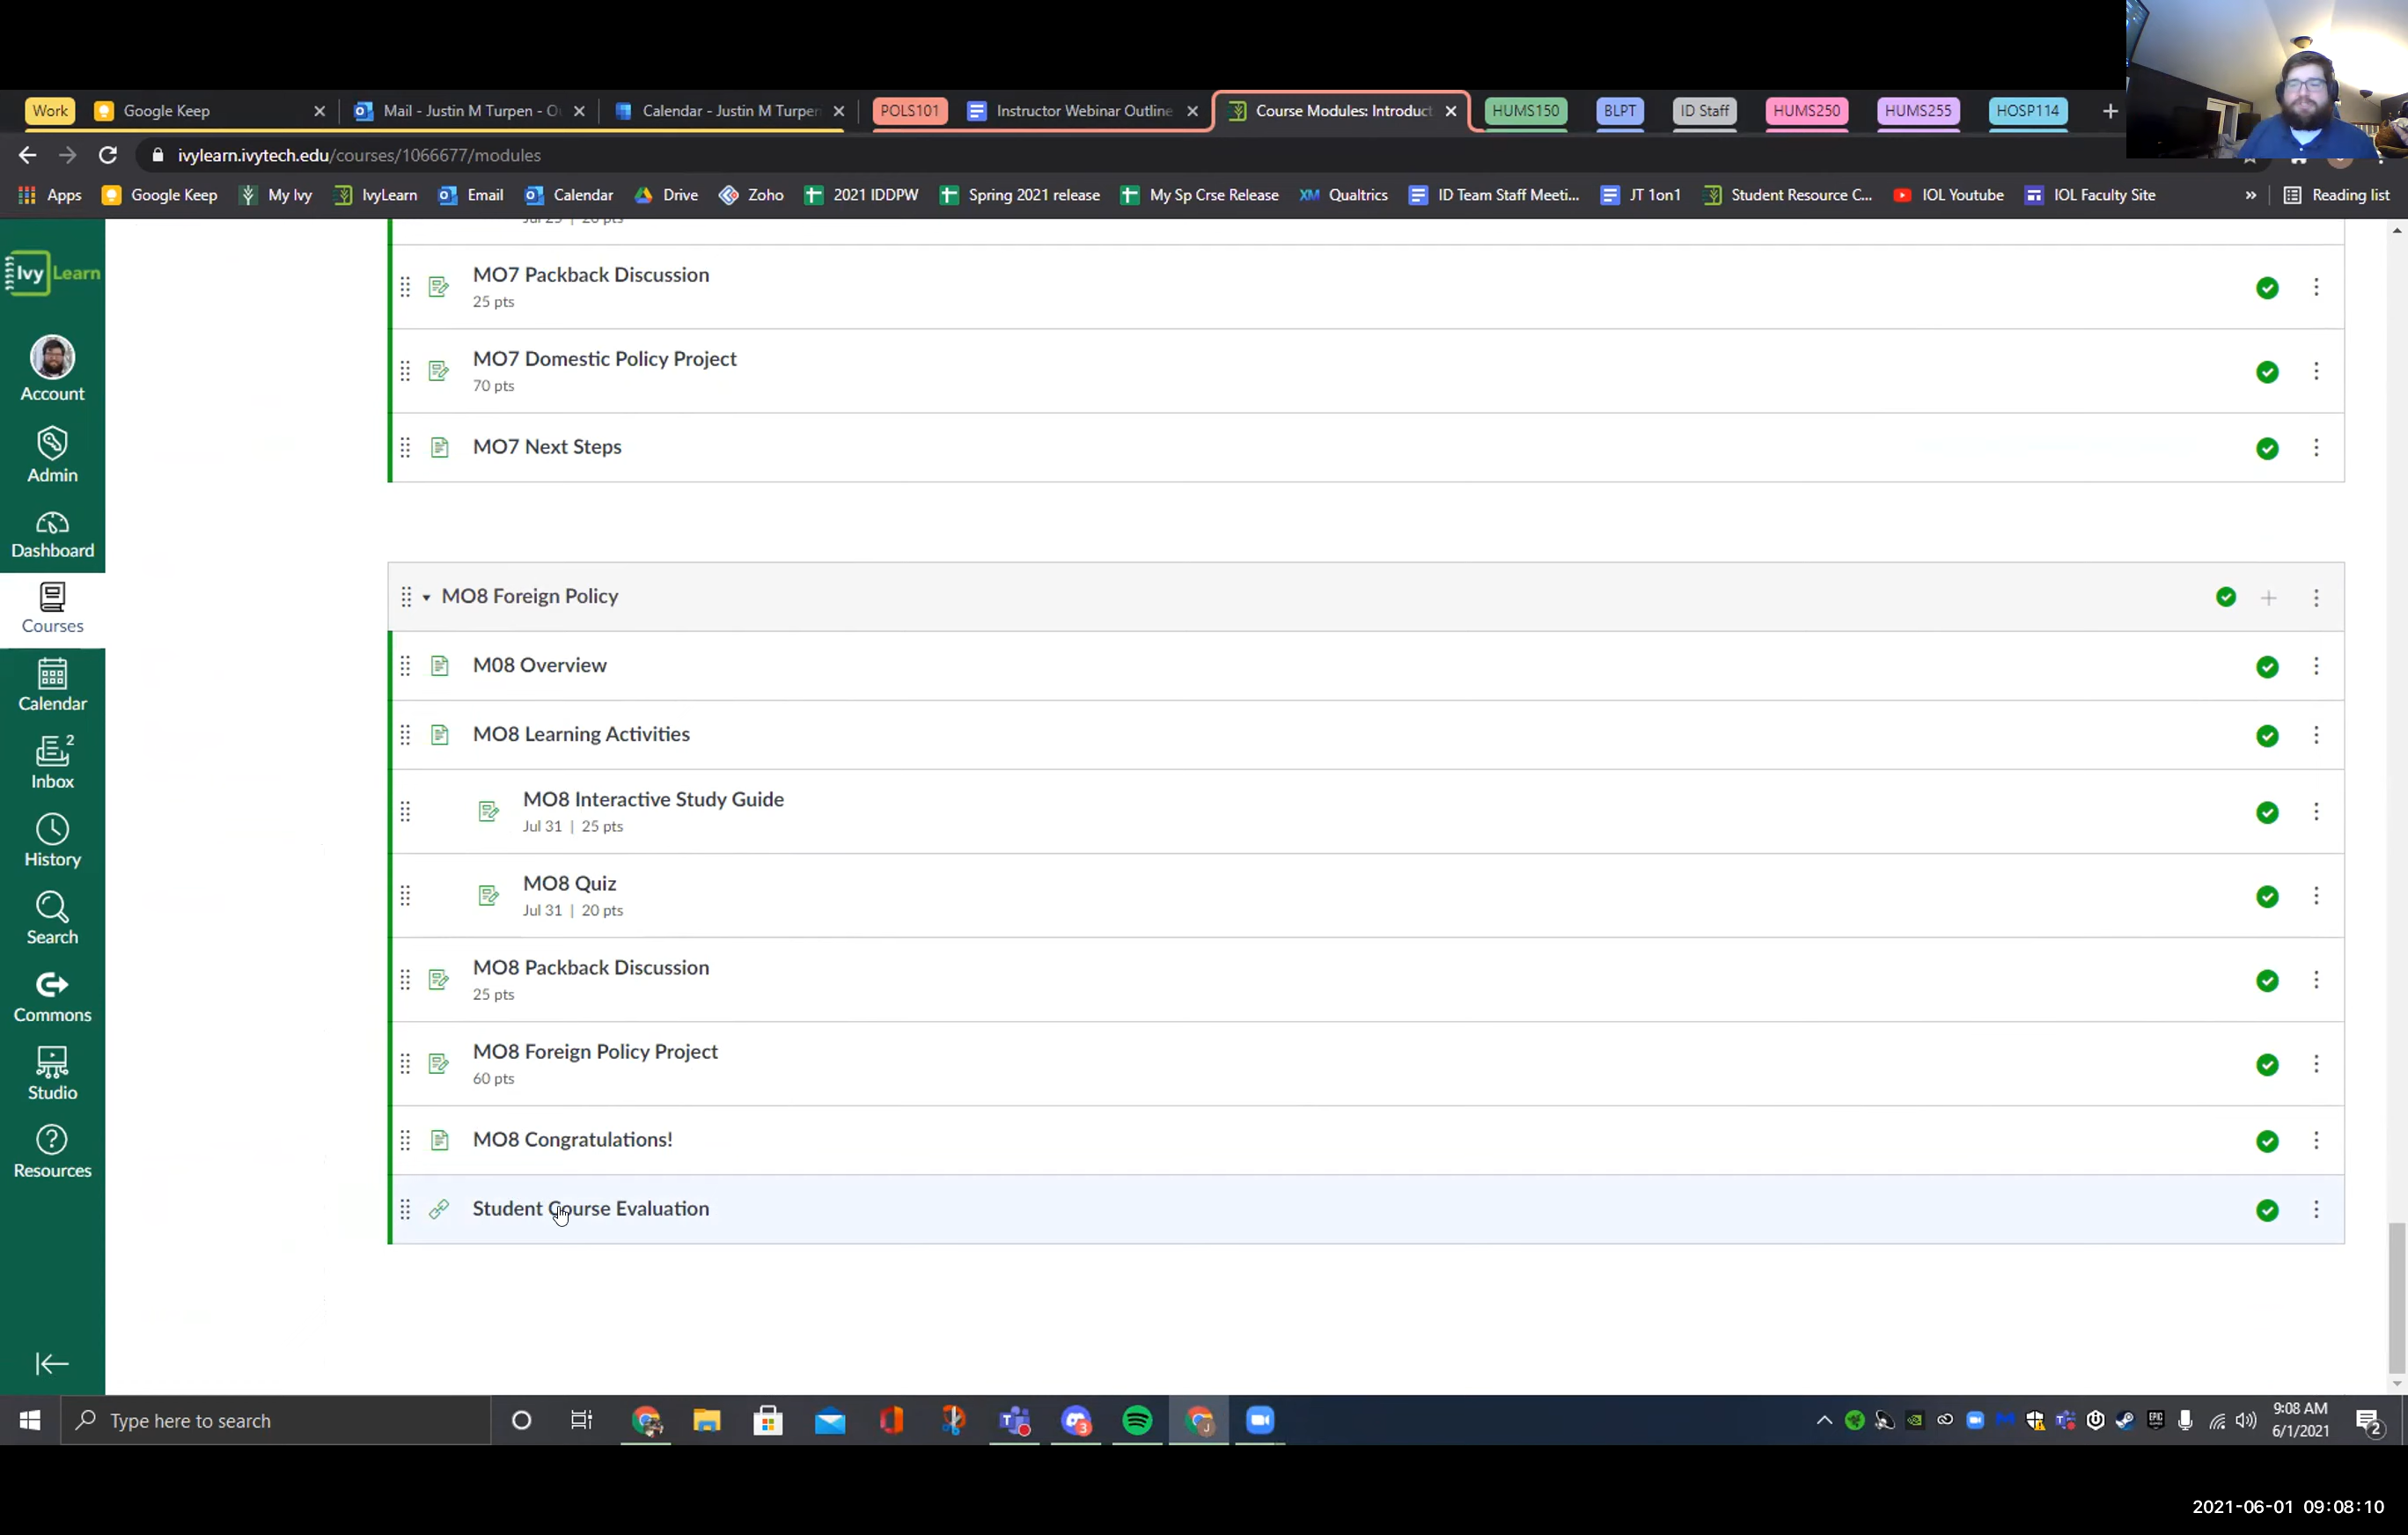 Work
Google Keep
Mail - Justin M Turpen - Ou
Calendar - Justin M Turpen
POLS101
Instructor Webinar Outline
Course Modules: Introduct
HUMS150
BLPT
ID Staff
HUMS250
HUMS255
HOSP114
ivylearn.ivytech.edu/courses/1066677/modules
Apps
Google Keep
My Ivy
IvyLearn
Email
Calendar
Drive
Zoho
2021 IDDPW
Spring 2021 release
My Sp Crse Release
XM Qualtrics
ID Team Staff Meeti...
JT 1on1
Student Resource C...
IOL Youtube
IOL Faculty Site
»
Reading list
Ivy Learn
Account
Admin
Dashboard
Courses
Calendar
2
Inbox
History
Search
Commons
Studio
Resources
MO7 Packback Discussion
25 pts
MO7 Domestic Policy Project
70 pts
MO7 Next Steps
MO8 Foreign Policy
M08 Overview
MO8 Learning Activities
MO8 Interactive Study Guide
Jul 31 | 25 pts
MO8 Quiz
Jul 31 | 20 pts
MO8 Packback Discussion
25 pts
MO8 Foreign Policy Project
60 pts
MO8 Congratulations!
Student Course Evaluation
Type here to search
3
J
EPIC
9:08 AM
6/1/2021
2
2021-06-01 09:08:10